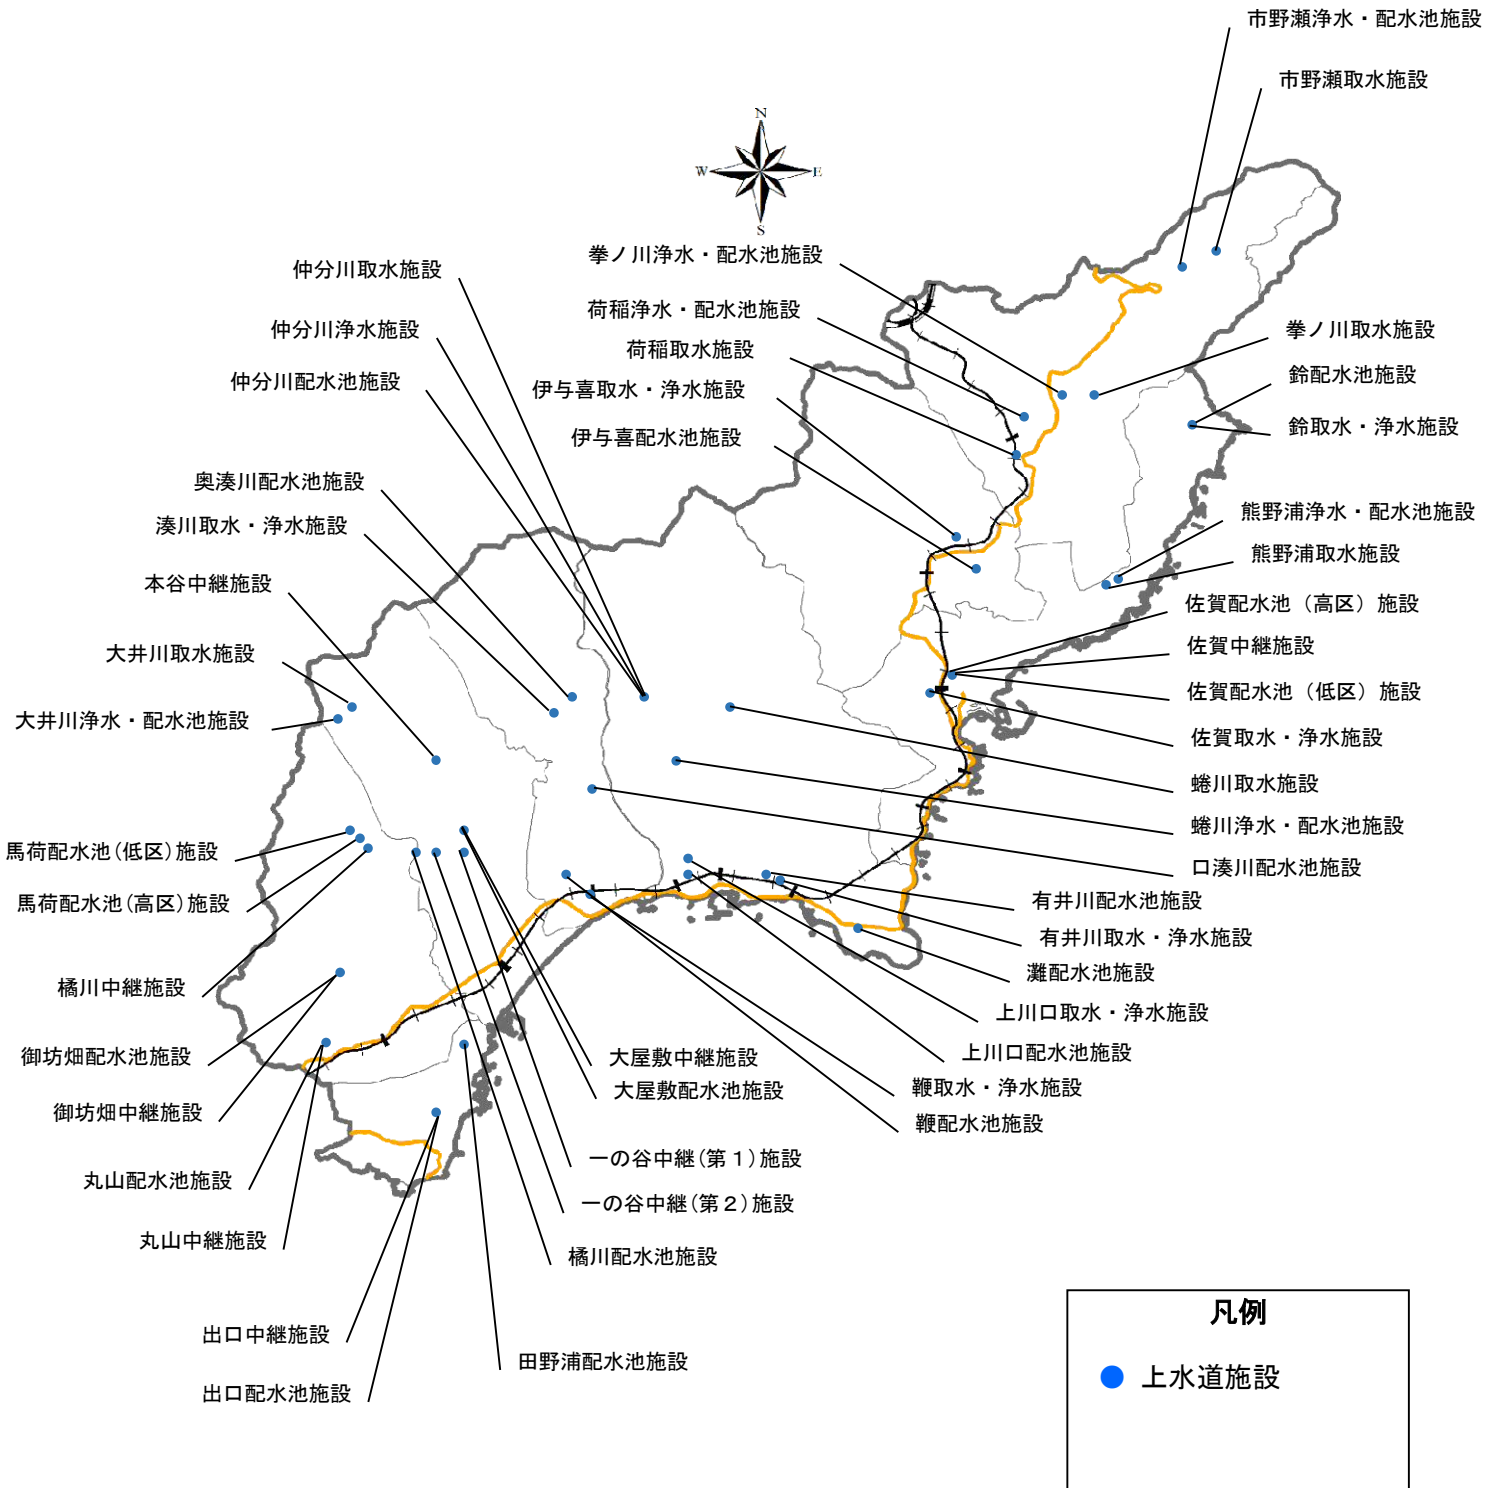 市野瀬浄水・配水池施設
市野瀬取水施設
N
W
E
S
拳ノ川浄水・配水池施設
仲分川取水施設
荷稲浄水・配水池施設
仲分川浄水施設
拳ノ川取水施設
荷稲取水施設
鈴配水池施設
仲分川配水池施設
伊与喜取水・浄水施設
鈴取水・浄水施設
伊与喜配水池施設
奥湊川配水池施設
熊野浦浄水・配水池施設
湊川取水・浄水施設
熊野浦取水施設
本谷中継施設
佐賀配水池（高区）施設
佐賀中継施設
大井川取水施設
佐賀配水池（低区）施設
大井川浄水・配水池施設
佐賀取水・浄水施設
蜷川取水施設
蜷川浄水・配水池施設
馬荷配水池(低区)施設
口湊川配水池施設
馬荷配水池(高区)施設
有井川配水池施設
有井川取水・浄水施設
灘配水池施設
橘川中継施設
上川口取水・浄水施設
上川口配水池施設
御坊畑配水池施設
大屋敷中継施設
大屋敷配水池施設
鞭取水・浄水施設
御坊畑中継施設
鞭配水池施設
一の谷中継(第１)施設
丸山配水池施設
一の谷中継(第２)施設
丸山中継施設
橘川配水池施設
出口中継施設
田野浦配水池施設
出口配水池施設
凡例
上水道施設